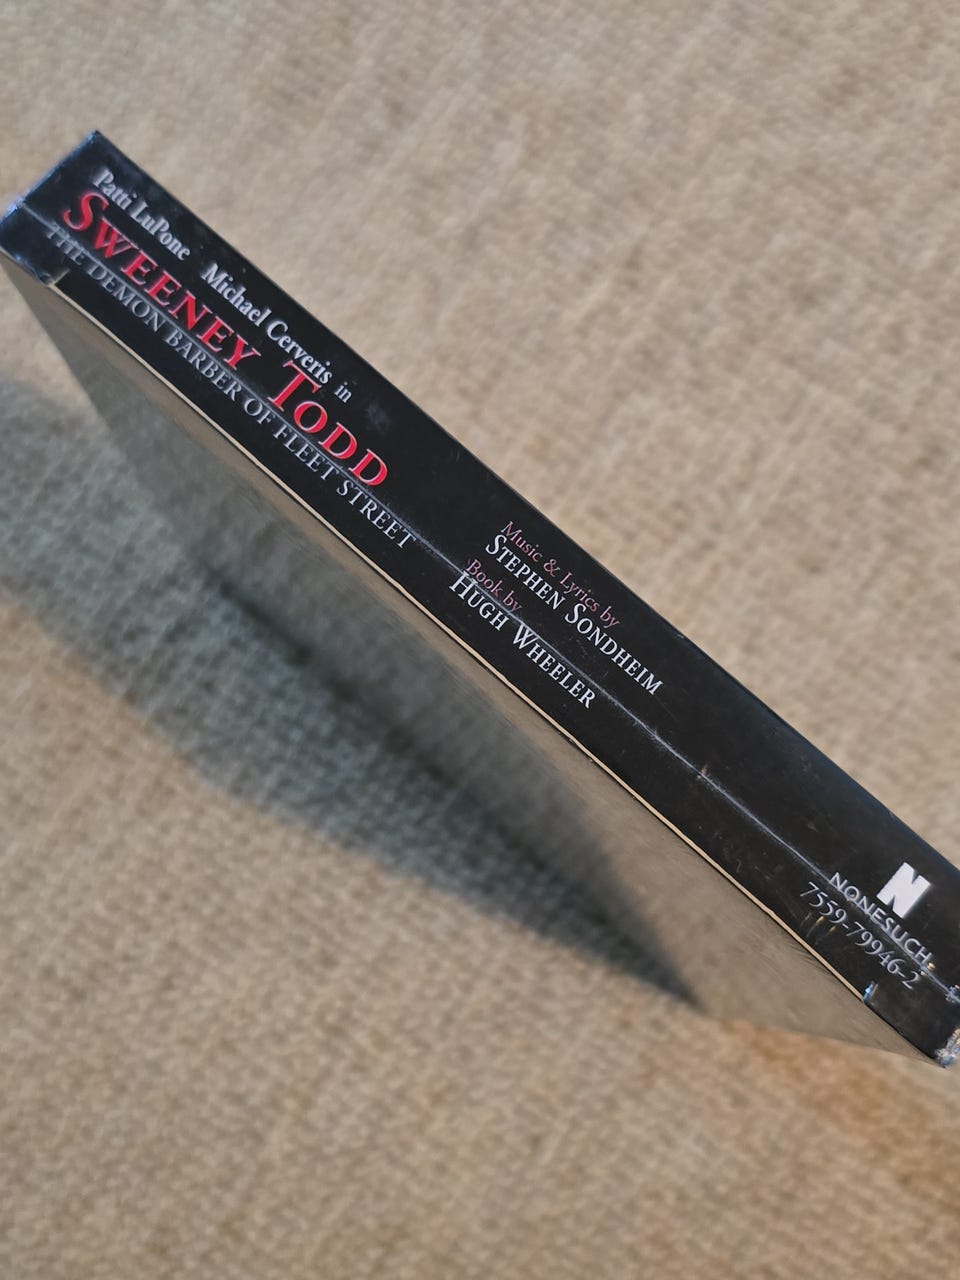 Patti LuPone Michael Cerveris in
SWEENEY TODD
THE DEMON BARBER OF FLEET STREET
Music & Lyrics by
STEPHEN SONDHEIM
Book by
HUGH WHEELER
N
NONESUCH
7559-79946-2